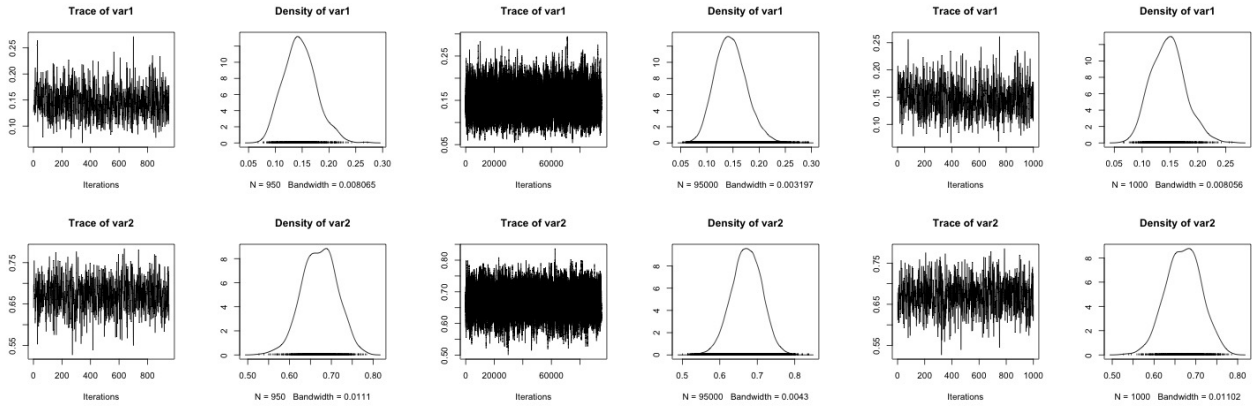 Trace of var1
0.10 0.15 0.20 0.25
0 200 400 600 800
Iterations
Density of var1
0 2 4 6 8 10
0.05 0.10 0.15 0.20 0.25 0.30
N = 950 Bandwidth = 0.008065
Trace of var1
0.05 0.15 0.25
0 20000 60000
Iterations
Density of var1
0 2 4 6 8 10
0.05 0.10 0.15 0.20 0.25 0.30
N = 95000 Bandwidth = 0.003197
Trace of var1
0.10 0.15 0.20 0.25
0 200 400 600 800 1000
Iterations
Density of var1
0 2 4 6 8 10
0.05 0.10 0.15 0.20 0.25
N = 1000 Bandwidth = 0.008056
Trace of var2
0.55 0.65 0.75
0 200 400 600 800
Iterations
Density of var2
0 2 4 6 8
0.50 0.60 0.70 0.80
N = 950 Bandwidth = 0.0111
Trace of var2
0.50 0.60 0.70 0.80
0 20000 60000
Iterations
Density of var2
0 2 4 6 8
0.5 0.6 0.7 0.8
N = 95000 Bandwidth = 0.0043
Trace of var2
0.55 0.65 0.75
0 200 400 600 800 1000
Iterations
Density of var2
0 2 4 6 8
0.50 0.60 0.70 0.80
N = 1000 Bandwidth = 0.01102